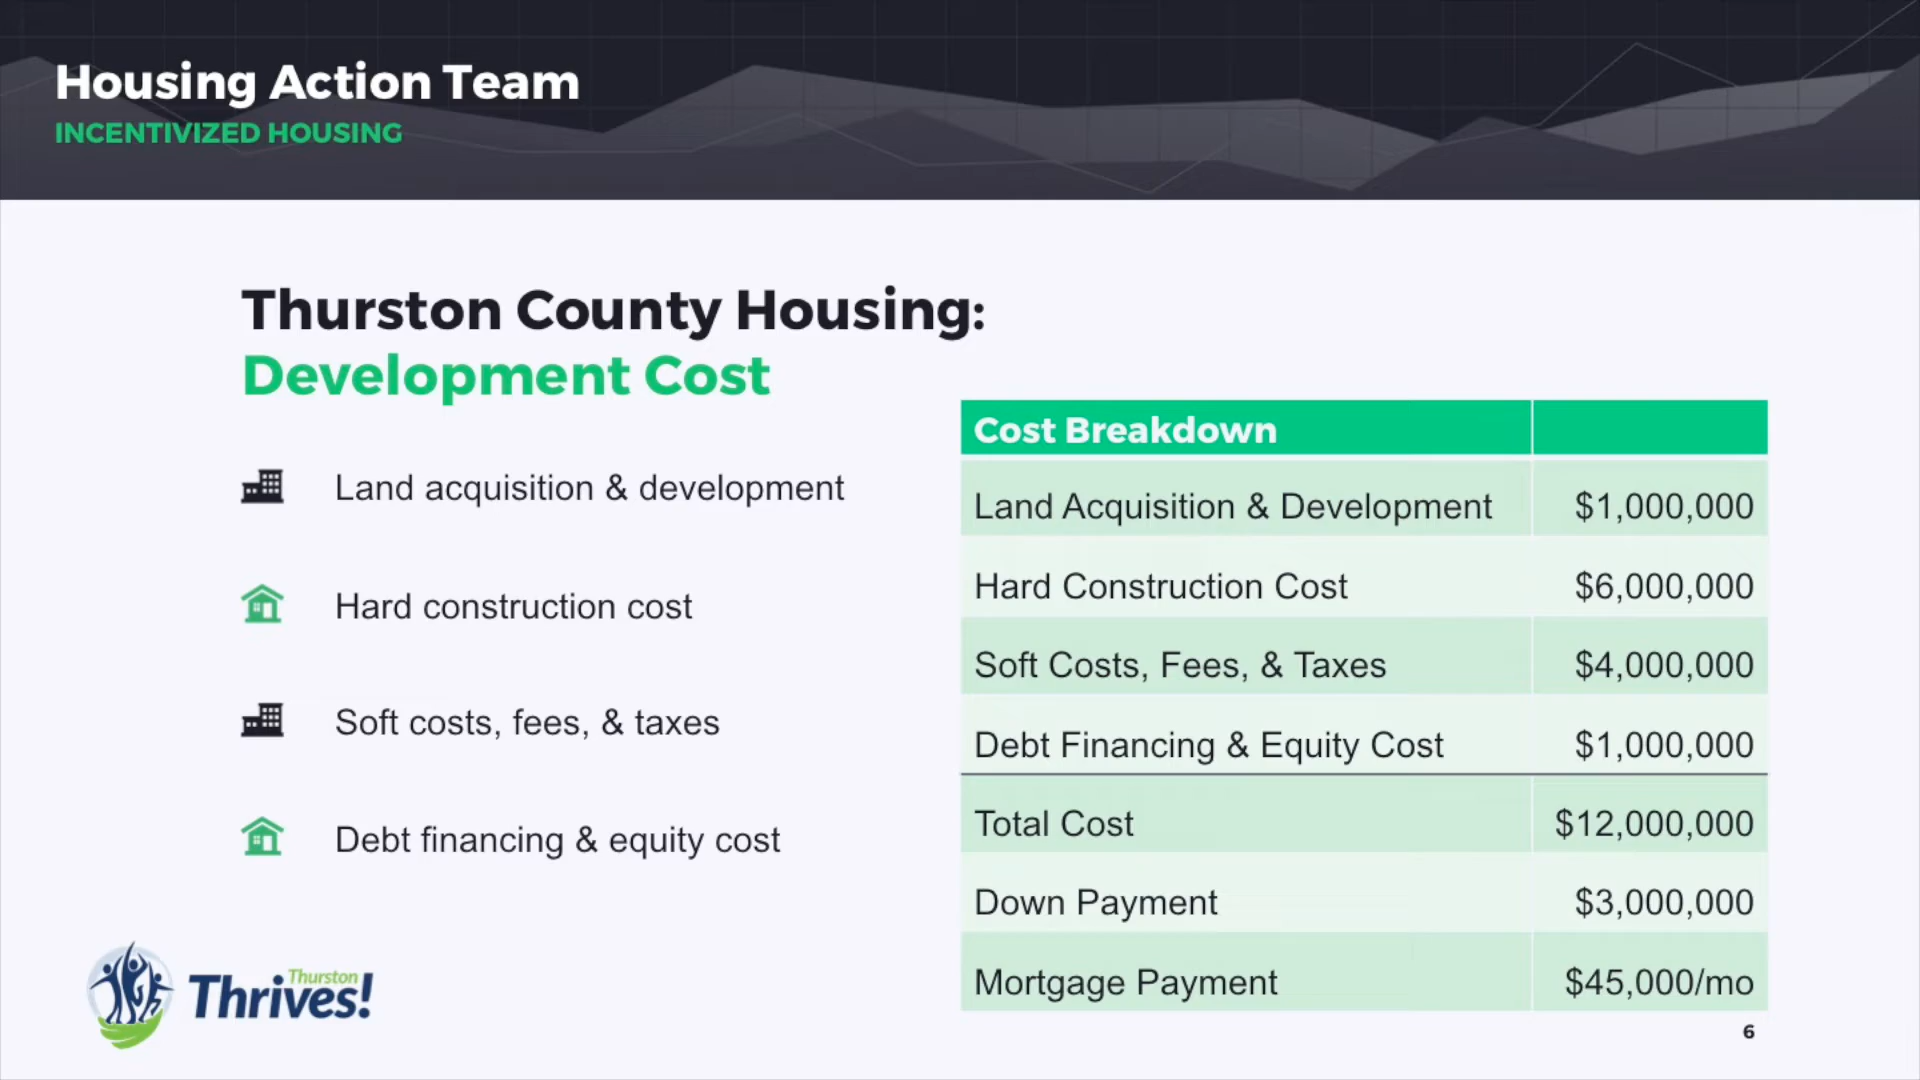 Housing Action Team
INCENTIVIZED HOUSING
Thurston County Housing:
Development Cost
Land acquisition & development
Hard construction cost
Soft costs, fees, & taxes
Debt financing & equity cost
Cost Breakdown
Land Acquisition & Development $1,000,000
Hard Construction Cost $6,000,000
Soft Costs, Fees, & Taxes $4,000,000
Debt Financing & Equity Cost $1,000,000
Total Cost $12,000,000
Down Payment $3,000,000
Mortgage Payment $45,000/mo
Thurston
Thrives!
6